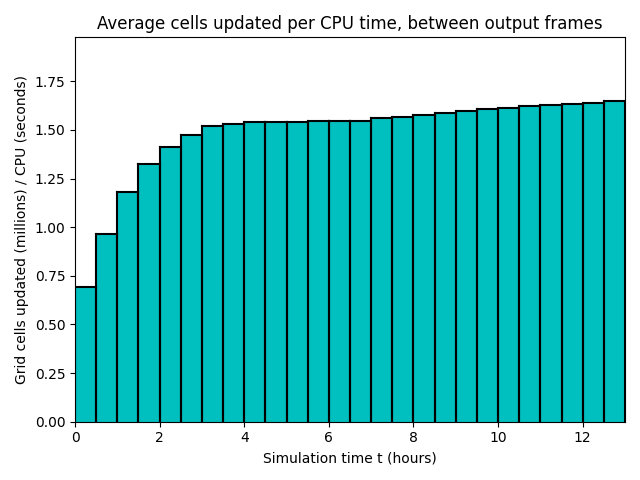 Average cells updated per CPU time, between output frames
Grid cells updated (millions) / CPU (seconds)
1.75
1.50
1.25
1.00
0.75
0.50
0.25
0.00
0 2 4 6 8 10 12
Simulation time t (hours)